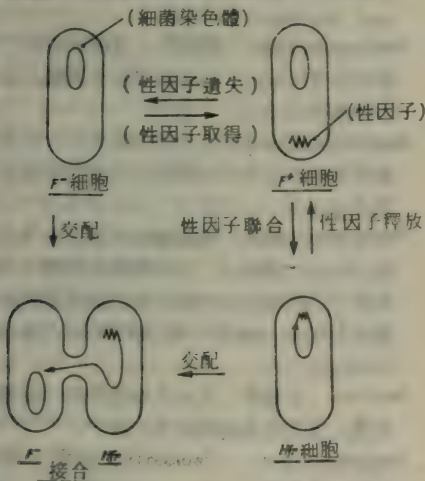 (細菌染色體)
(性因子遺失)
(性因子取得)
(性因子)
F⁻細胞
F⁺細胞
交配
性因子聯合
性因子釋放
交配
F⁻
Hfr
接合
Hfr細胞